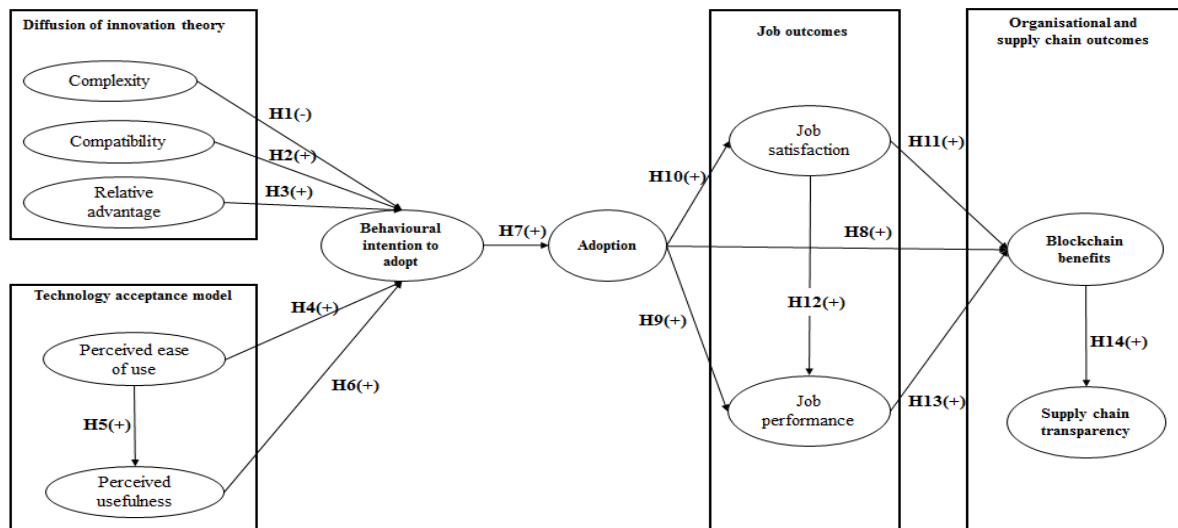 Diffusion of innovation theory
Complexity
Compatibility
Relative
advantage
H1(-)
H2(+)
H3(+)
Technology acceptance model
Perceived ease
of use
H5(+)
Perceived
usefulness
H4(+)
H6(+)
Behavioural
intention to
adopt
H7(+)
Adoption
H10(+)
H8(+)
H9(+)
Job outcomes
Job
satisfaction
H12(+)
Job
performance
H11(+)
H13(+)
Organisational and
supply chain outcomes
Blockchain
benefits
H14(+)
Supply chain
transparency